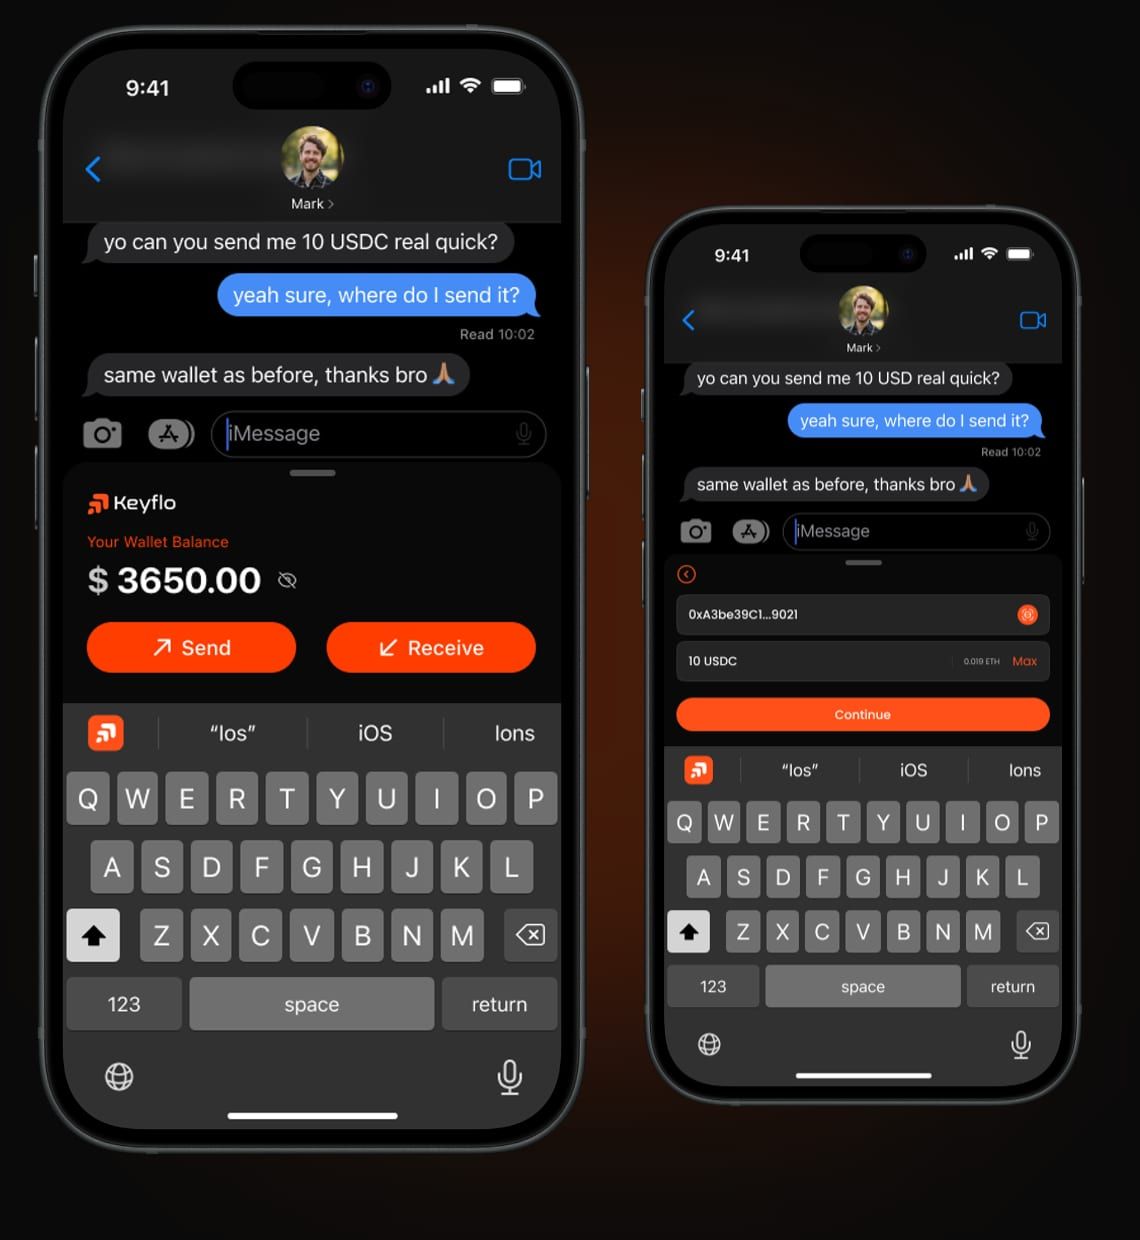 9:41
Mark
yo can you send me 10 USDC real quick?
yeah sure, where do I send it?
Read 10:02
same wallet as before, thanks bro 🙏🏽
iMessage
Keyflo
Your Wallet Balance
$ 3650.00
Send Receive
“Ios” iOS Ions
Q W E R T Y U I O P
A S D F G H J K L
Z X C V B N M
123 space return
9:41
Mark
yo can you send me 10 USD real quick?
yeah sure, where do I send it?
Read 10:02
same wallet as before, thanks bro 🙏🏽
iMessage
0xA3be39C1...9021
10 USDC 0.019 ETH Max
Continue
“Ios” iOS Ions
Q W E R T Y U I O P
A S D F G H J K L
Z X C V B N M
123 space return